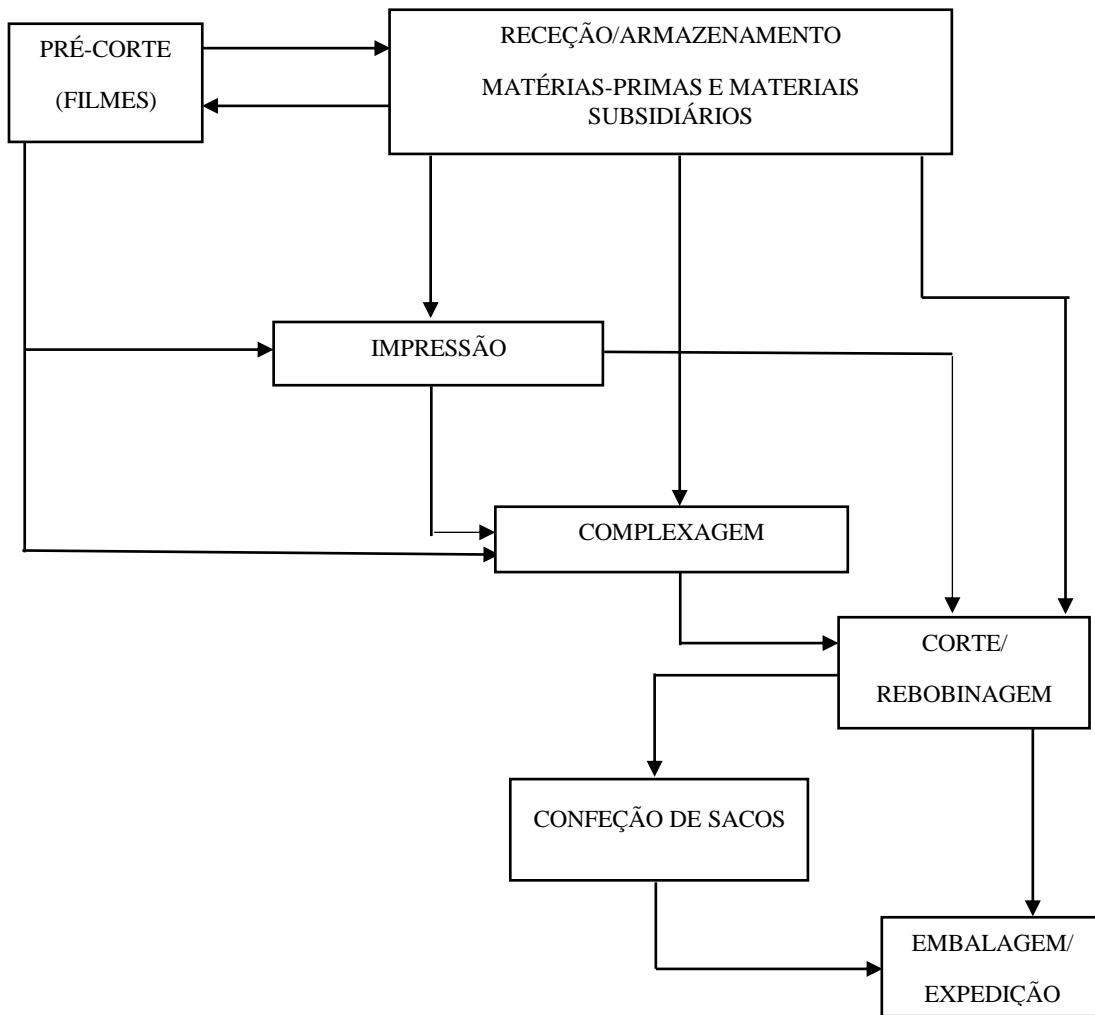 PRÉ-CORTE
(FILMES)
RECEÇÃO/ARMAZENAMENTO
MATÉRIAS-PRIMAS E MATERIAIS
SUBSIDIÁRIOS
IMPRESSÃO
COMPLEXAGEM
CORTE/
REBOBINAGEM
CONFEÇÃO DE SACOS
EMBALAGEM/
EXPEDIÇÃO